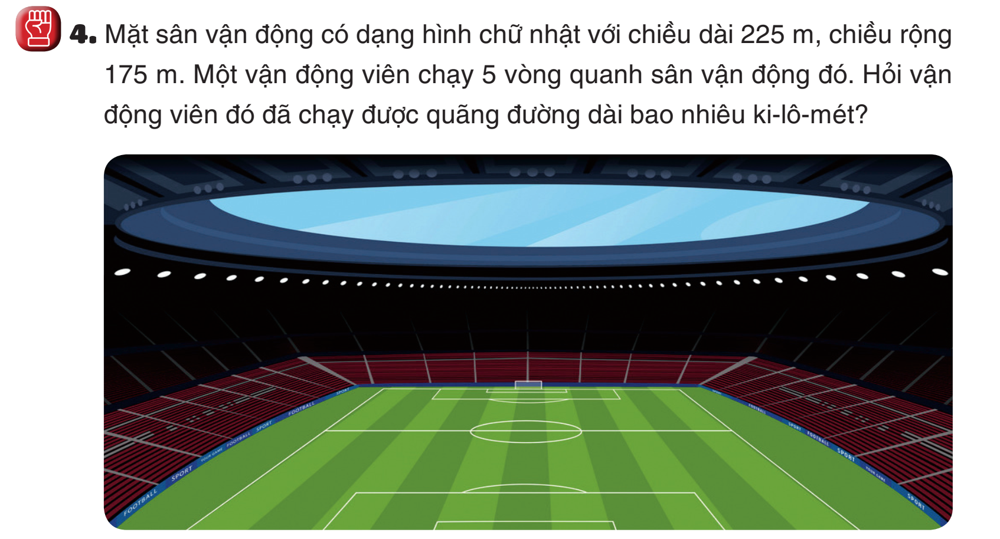 4. Mặt sân vận động có dạng hình chữ nhật với chiều dài 225 m, chiều rộng
175 m. Một vận động viên chạy 5 vòng quanh sân vận động đó. Hỏi vận
động viên đó đã chạy được quãng đường dài bao nhiêu ki-lô-mét?
FOOTBALL SPORT YOUR GAME FOOTBALL SPORT FOOTBALL SPORT
SPORT FOOTBALL SPORT FOOTBALL SPORT YOUR GAME SPORT